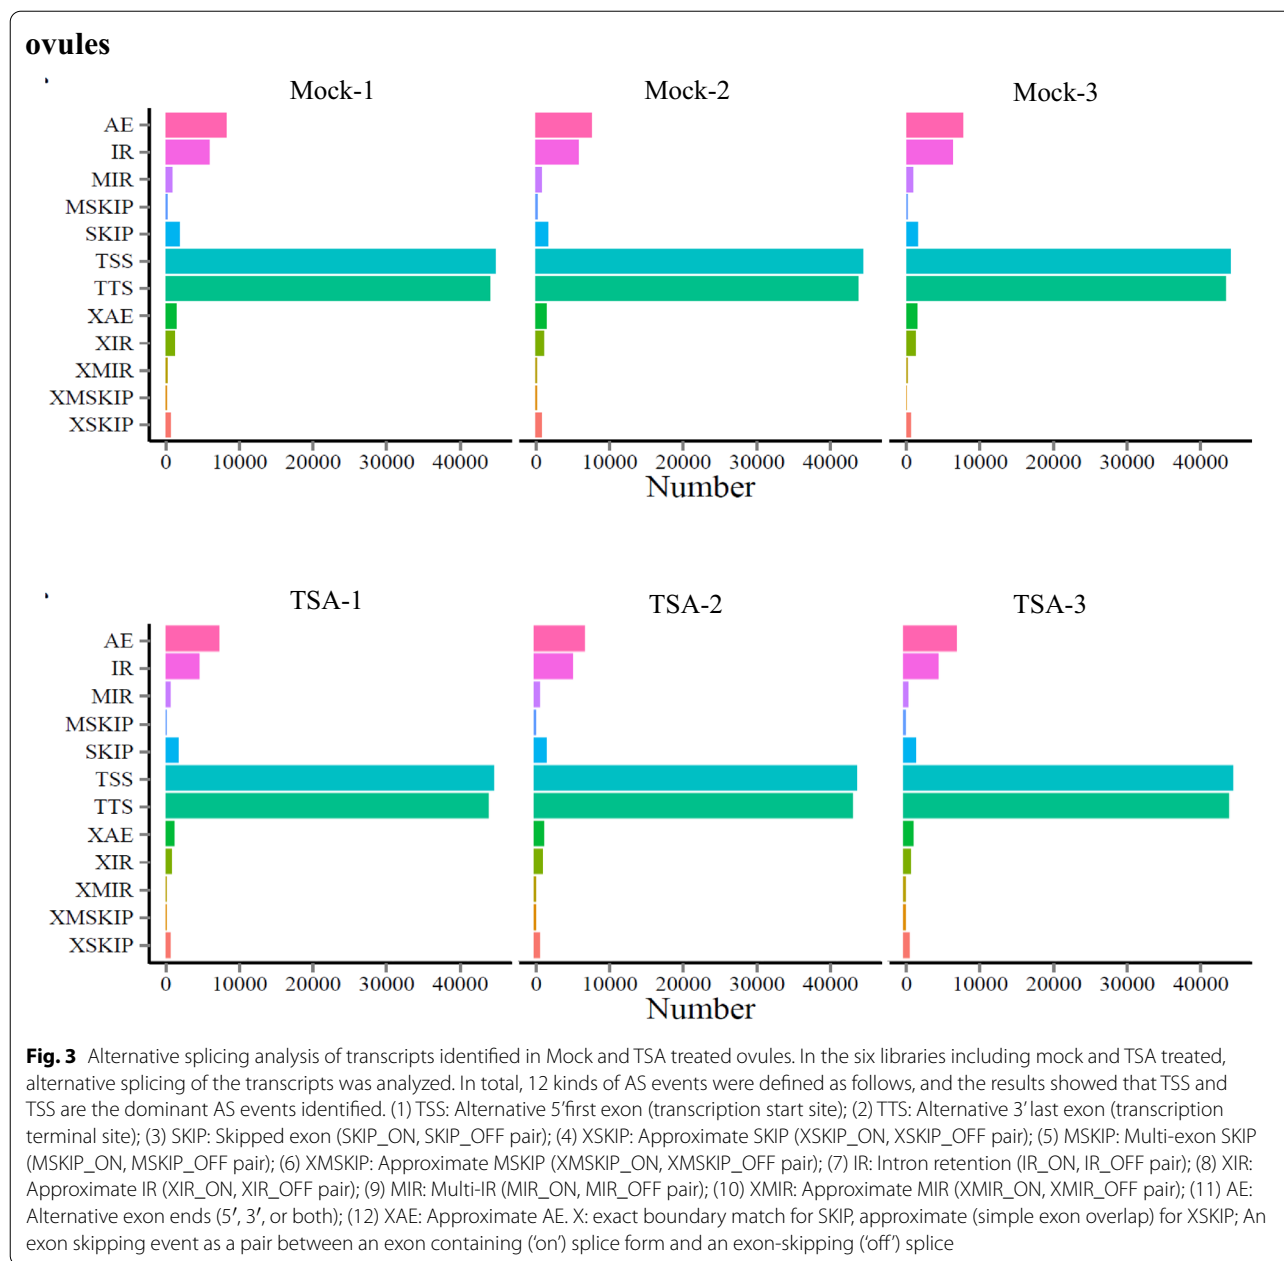 ovules
Mock-1
Mock-2
Mock-3
AE
IR
MIR
MSKIP
SKIP
TSS
TTS
XAE
XIR
XMIR
XMSKIP
XSKIP
0 10000 20000 30000 40000
0 10000 20000 30000 40000
0 10000 20000 30000 40000
Number
TSA-1
TSA-2
TSA-3
AE
IR
MIR
MSKIP
SKIP
TSS
TTS
XAE
XIR
XMIR
XMSKIP
XSKIP
0 10000 20000 30000 40000
0 10000 20000 30000 40000
0 10000 20000 30000 40000
Number
Fig. 3 Alternative splicing analysis of transcripts identified in Mock and TSA treated ovules. In the six libraries including mock and TSA treated,
alternative splicing of the transcripts was analyzed. In total, 12 kinds of AS events were defined as follows, and the results showed that TSS and
TSS are the dominant AS events identified. (1) TSS: Alternative 5′first exon (transcription start site); (2) TTS: Alternative 3′ last exon (transcription
terminal site); (3) SKIP: Skipped exon (SKIP_ON, SKIP_OFF pair); (4) XSKIP: Approximate SKIP (XSKIP_ON, XSKIP_OFF pair); (5) MSKIP: Multi-exon SKIP
(MSKIP_ON, MSKIP_OFF pair); (6) XMSKIP: Approximate MSKIP (XMSKIP_ON, XMSKIP_OFF pair); (7) IR: Intron retention (IR_ON, IR_OFF pair); (8) XIR:
Approximate IR (XIR_ON, XIR_OFF pair); (9) MIR: Multi-IR (MIR_ON, MIR_OFF pair); (10) XMIR: Approximate MIR (XMIR_ON, XMIR_OFF pair); (11) AE:
Alternative exon ends (5′, 3′, or both); (12) XAE: Approximate AE. X: exact boundary match for SKIP, approximate (simple exon overlap) for XSKIP; An
exon skipping event as a pair between an exon containing (‘on’) splice form and an exon-skipping (‘off’) splice